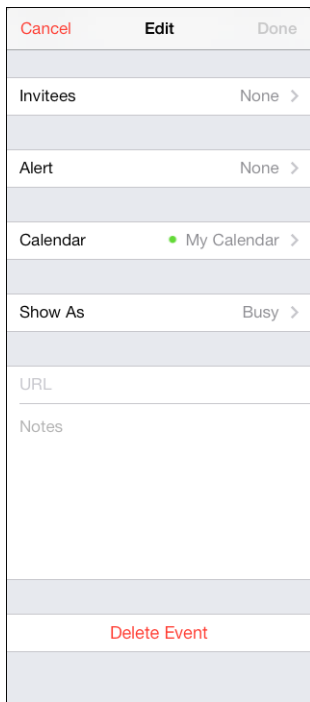 Cancel Edit Done
Invitees None
Alert None
Calendar My Calendar
Show As Busy
URL
Notes
Delete Event